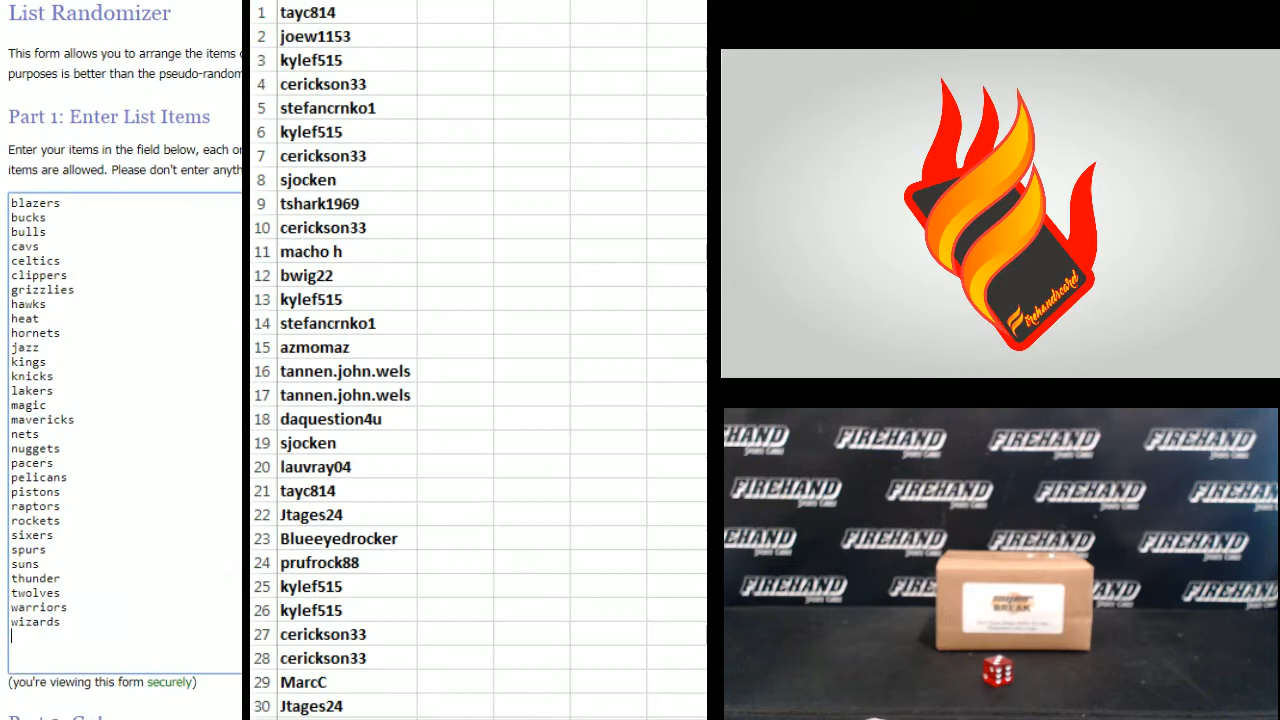 List Randomizer
This form allows you to arrange the items
purposes is better than the pseudo-random
Part 1: Enter List Items
Enter your items in the field below, each
items are allowed. Please don't enter
blazers
bucks
bulls
cavs
celtics
clippers
grizzlies
hawks
heat
hornets
jazz
kings
knicks
lakers
magic
mavericks
nets
nuggets
pacers
pelicans
pistons
raptors
rockets
sixers
spurs
suns
thunder
twolves
warriors
wizards
(you're viewing this form securely)
1 tayc814
2 joew1153
3 kylef515
4 cerickson33
5 stefancrnko1
6 kylef515
7 cerickson33
8 sjocken
9 tshark1969
10 cerickson33
11 macho h
12 bwig22
13 kylef515
14 stefancrnko1
15 azmomaz
16 tannen.john.wels
17 tannen.john.wels
18 daquestion4u
19 sjocken
20 lauvray04
21 tayc814
22 Jtages24
23 Blueeyedrocker
24 prufrock88
25 kylef515
26 kylef515
27 cerickson33
28 cerickson33
29 MarcC
30 Jtages24
Firehandscard
FIREHAND FIREHAND FIREHAND
FIREHAND FIREHAND FIREHAND FIREHAND
FIREHAND FIREHAND FIREHAND
FIREHAND FIREHAND
BREAK